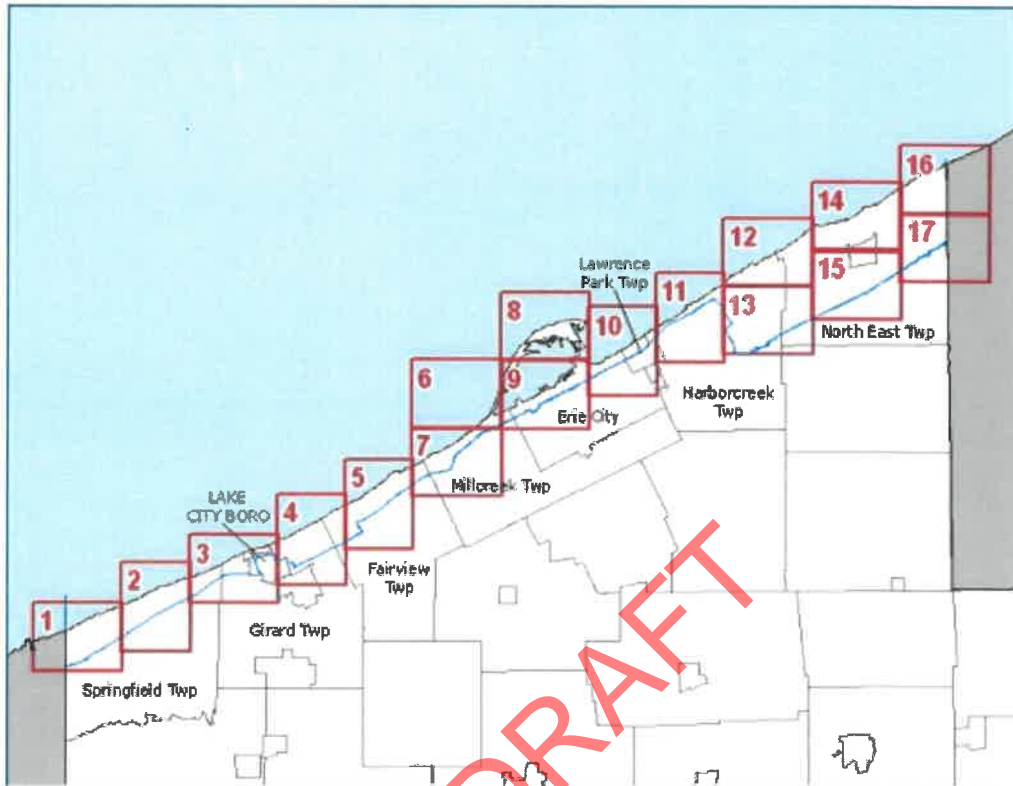 16
14
17
12
Lawrence
Park Twp
15
11
8
13
10
North East Twp
6
9
Harborcreek
Twp
Erie City
7
5
Millcreek Twp
LAKE
CITY BORO
4
3
Fairview
Twp
2
1
Girard Twp
Springfield Twp
DRAFT